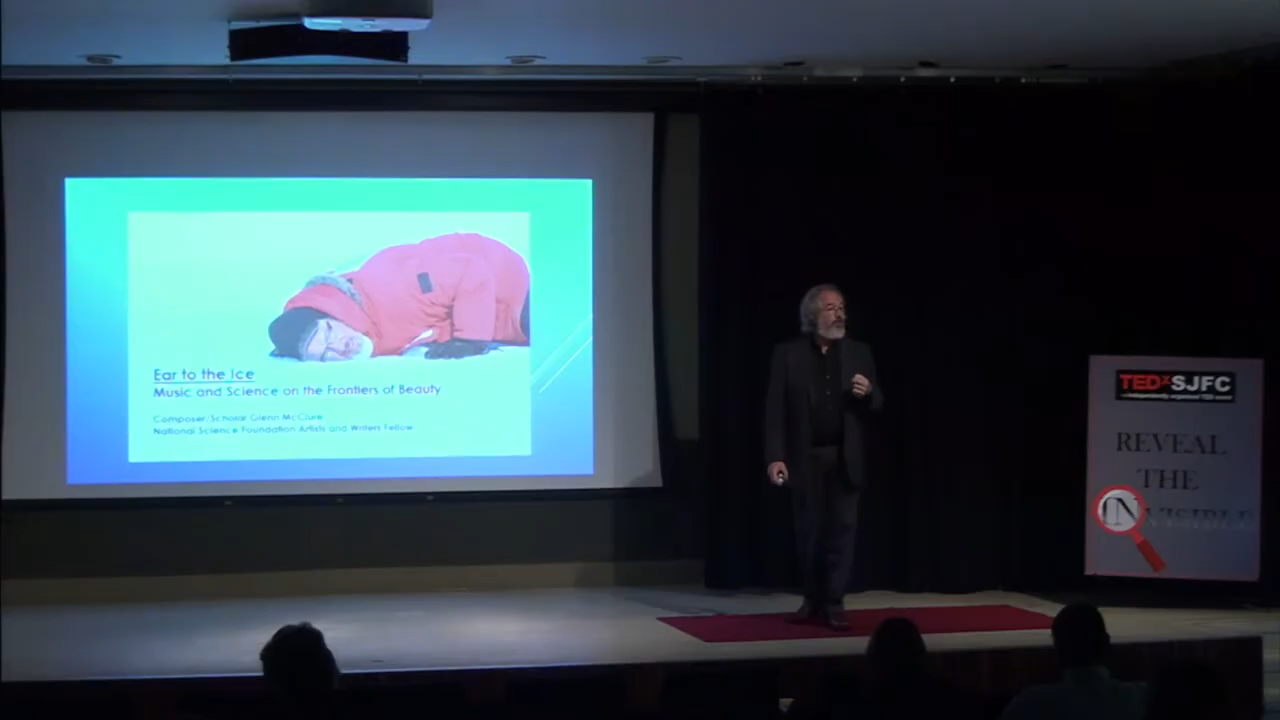 Ear to the Ice
Music and Science on the Frontiers of Beauty
Composer/Scholar Glenn McClure
National Science Foundation Artists and Writers Fellow
TEDxSJFC
x=independently organized TED event
REVEAL
THE
INVISIBLE